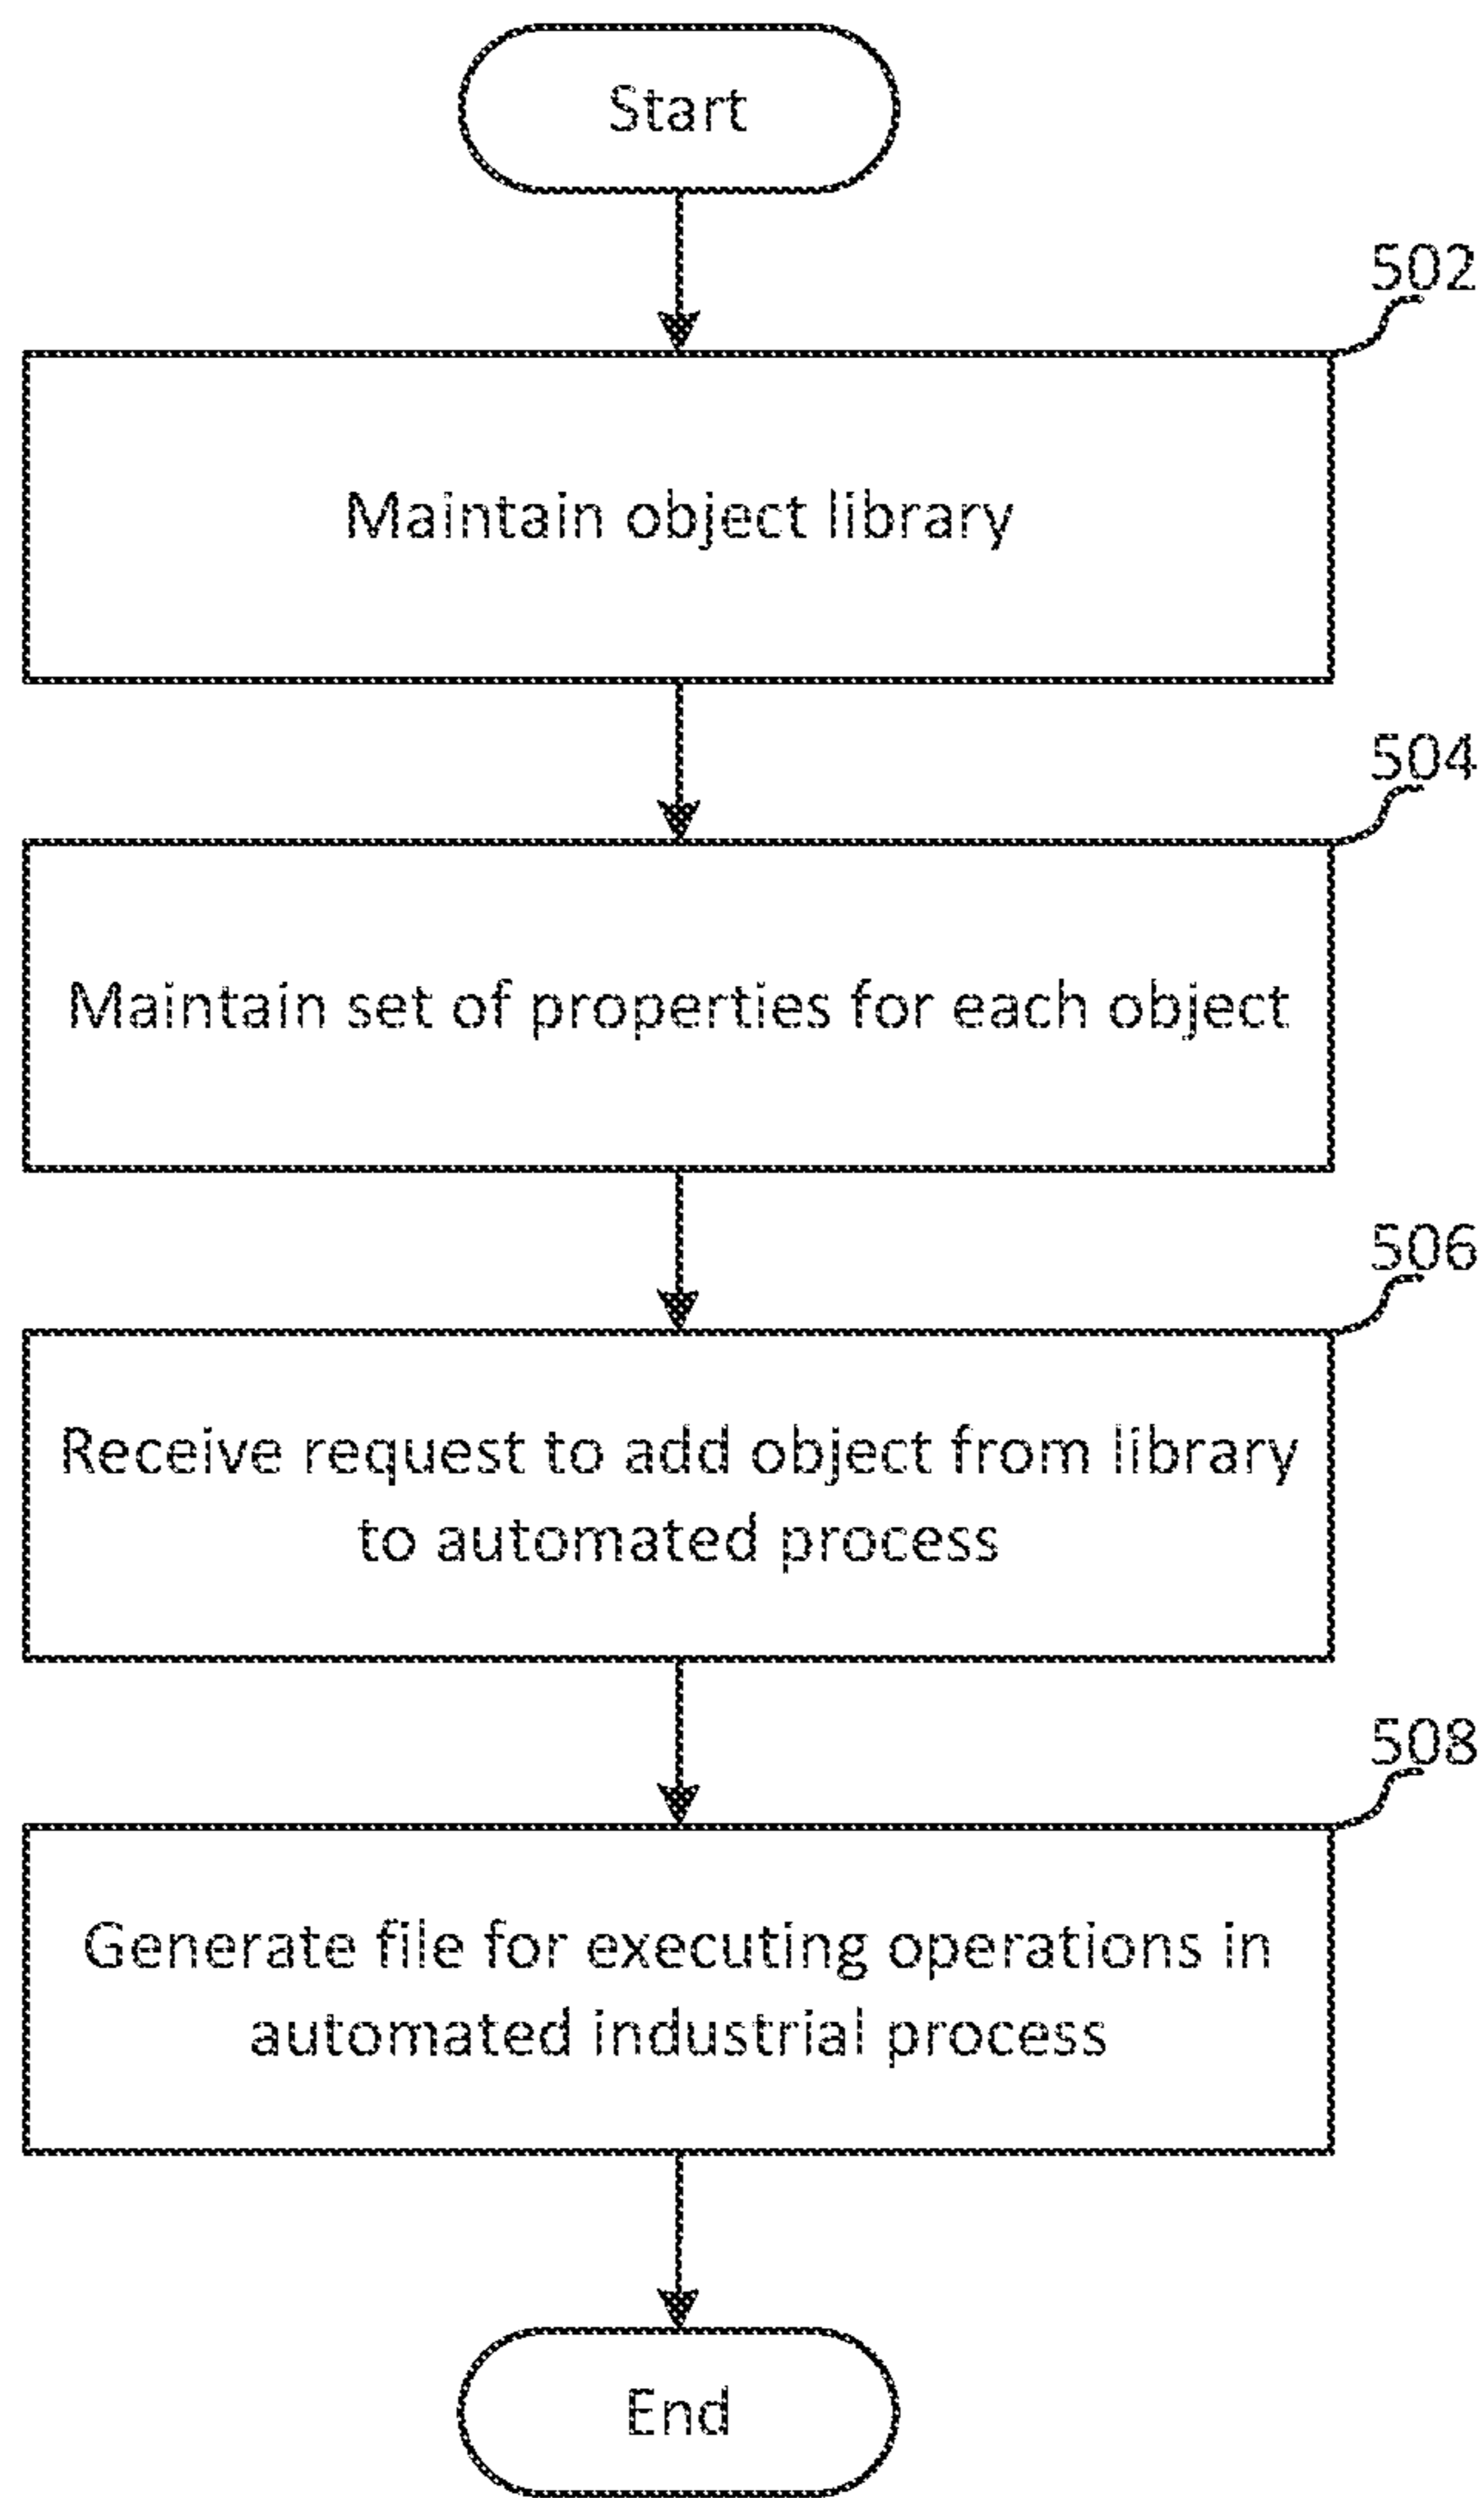 Start
502
Maintain object library
504
Maintain set of properties for each object
506
Receive request to add object from library
to automated process
508
Generate file for executing operations in
automated industrial process
End